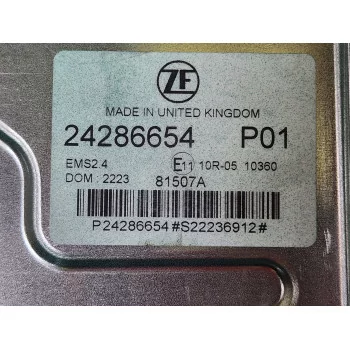 ZF
MADE IN UNITED KINGDOM
24286654 P01
EMS2.4 E11 10R-05 10360
DOM : 2223 81507A
P24286654#S22236912#